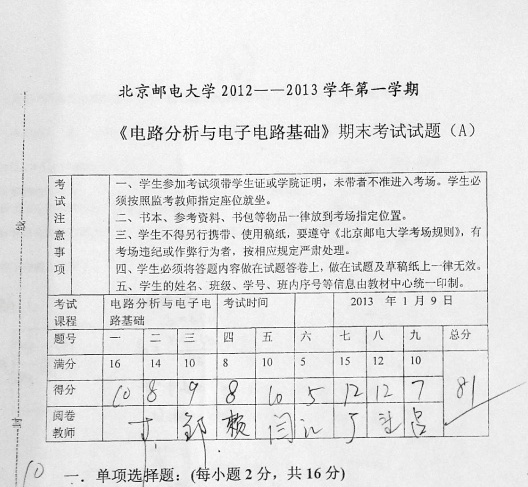 北京邮电大学 2012——2013 学年第一学期
《电路分析与电子电路基础》期末考试试题（A）
考试注意事项
一、学生参加考试须带学生证或学院证明，未带者不准进入考场。学生必
须按照监考教师指定座位就坐。
二、书本、参考资料、书包等物品一律放到考场指定位置。
三、学生不得另行携带、使用稿纸，要遵守《北京邮电大学考场规则》，有
考场违纪或作弊行为者，按相应规定严肃处理。
四、学生必须将答题内容做在试题答卷上，做在试题及草稿纸上一律无效。
五、学生的姓名、班级、学号、班内序号等信息由教材中心统一印制。
考试课程 电路分析与电子电路基础 考试时间 2013 年 1 月 9 日
题号 一 二 三 四 五 六 七 八 九 总分
满分 16 14 10 8 10 5 15 12 10
得分 10 8 9 8 10 5 12 12 7 81
阅卷教师
线
封
10 一．单项选择题：(每小题 2 分，共 16 分)